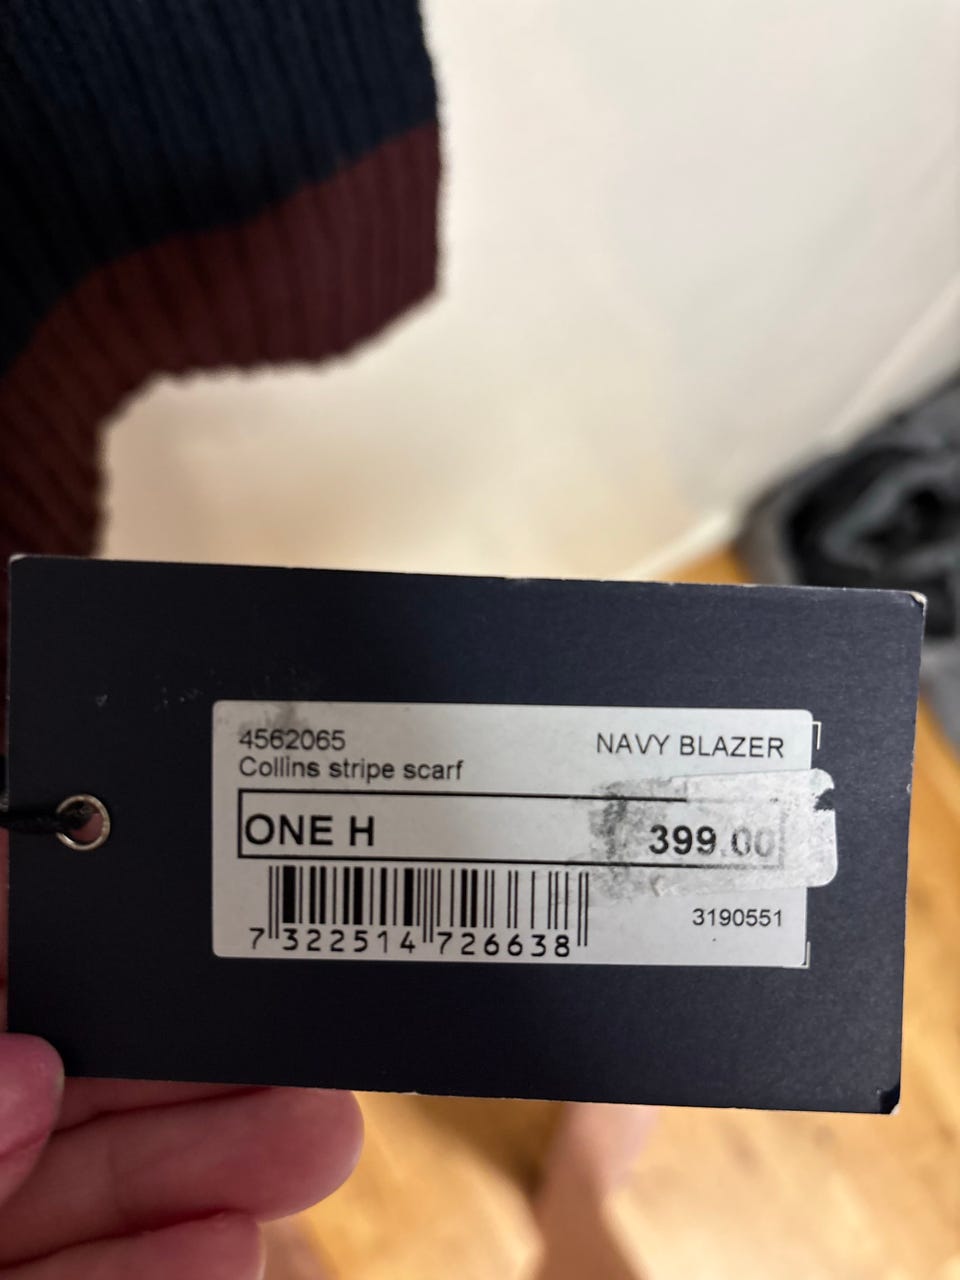 4562065 NAVY BLAZER
Collins stripe scarf
ONE H 399.00
7 322514 726638
3190551